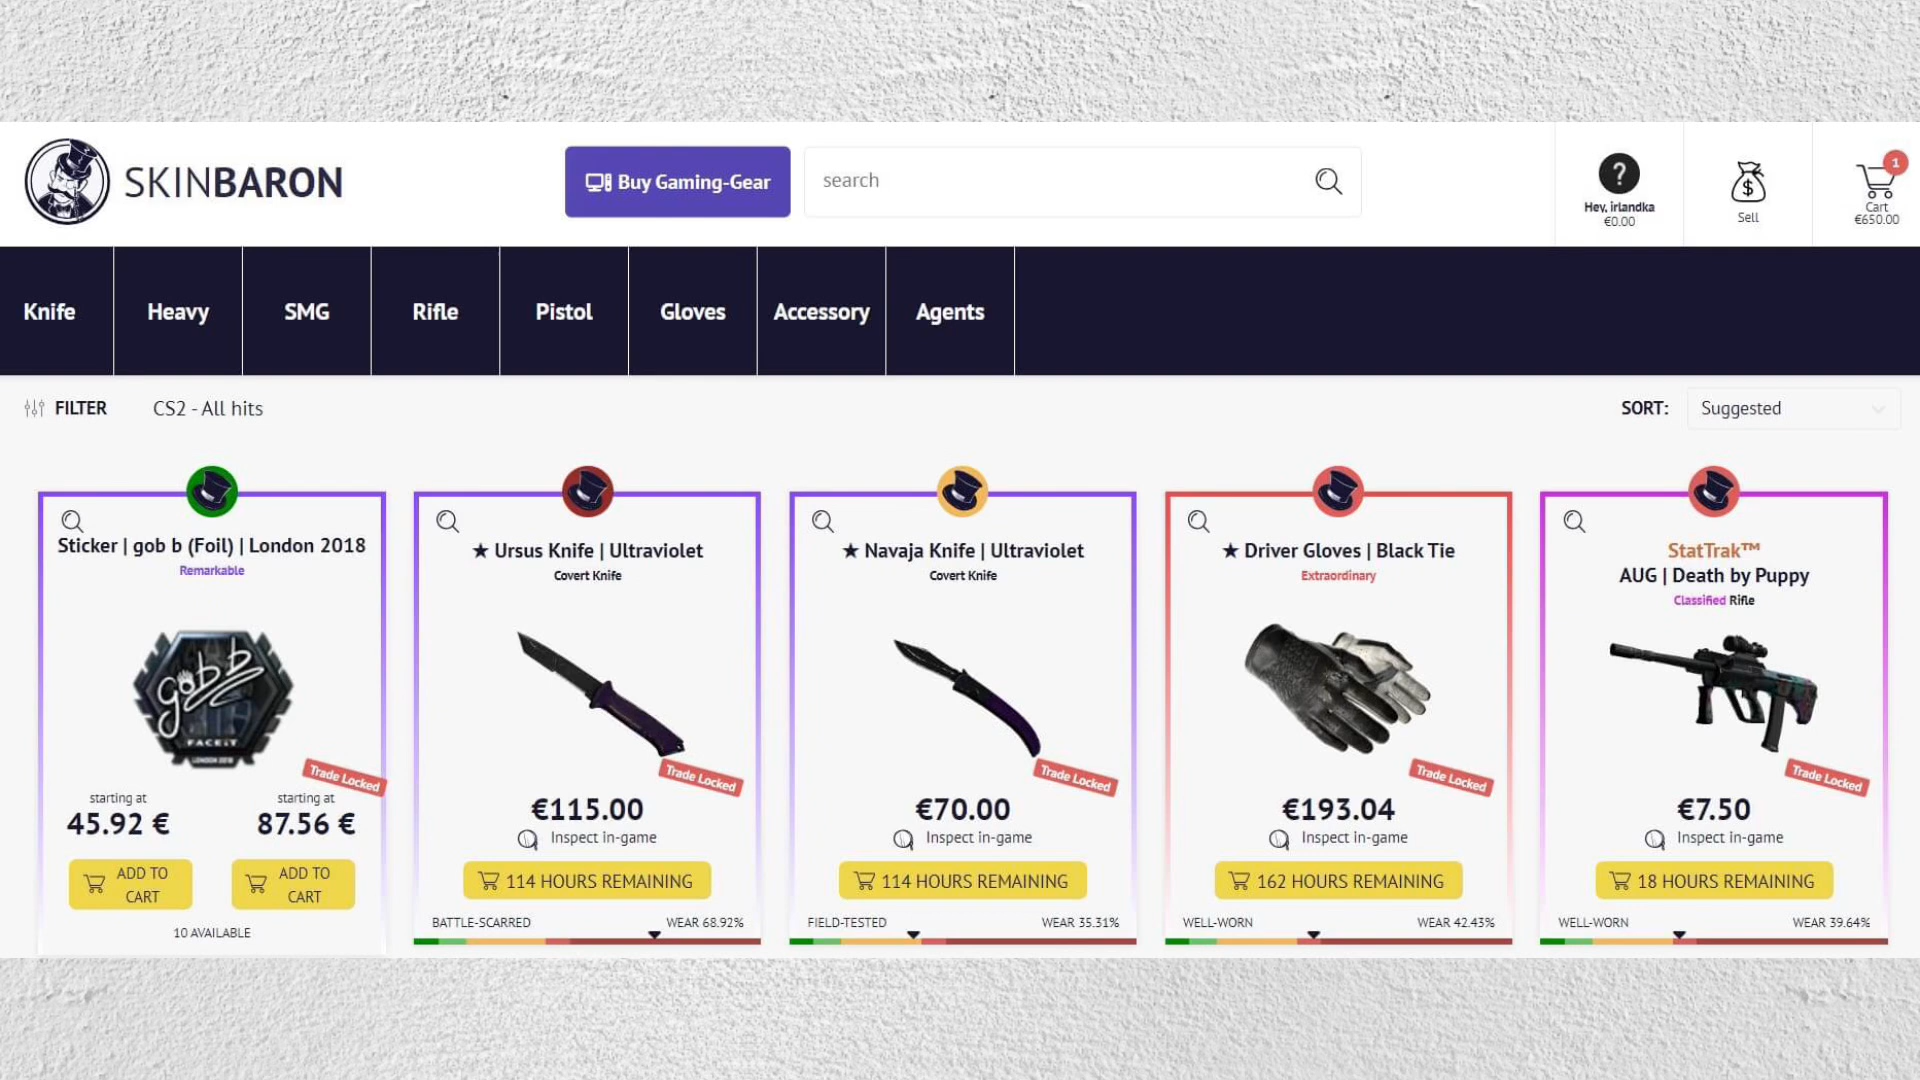 SKINBARON
Buy Gaming-Gear
search
?
Hey, irlandka
€0.00
$
Sell
1
Cart
€650.00
Knife
Heavy
SMG
Rifle
Pistol
Gloves
Accessory
Agents
FILTER
CS2 - All hits
SORT:
Suggested
Sticker | gob b (Foil) | London 2018
Remarkable
gob b
FACEIT
LONDON 2018
Trade Locked
starting at
45.92 €
starting at
87.56 €
ADD TO
CART
ADD TO
CART
10 AVAILABLE
★ Ursus Knife | Ultraviolet
Covert Knife
Trade Locked
€115.00
Inspect in-game
114 HOURS REMAINING
BATTLE-SCARRED
WEAR 68.92%
★ Navaja Knife | Ultraviolet
Covert Knife
Trade Locked
€70.00
Inspect in-game
114 HOURS REMAINING
FIELD-TESTED
WEAR 35.31%
★ Driver Gloves | Black Tie
Extraordinary
Trade Locked
€193.04
Inspect in-game
162 HOURS REMAINING
WELL-WORN
WEAR 42.43%
StatTrak™
AUG | Death by Puppy
Classified Rifle
Trade Locked
€7.50
Inspect in-game
18 HOURS REMAINING
WELL-WORN
WEAR 39.64%